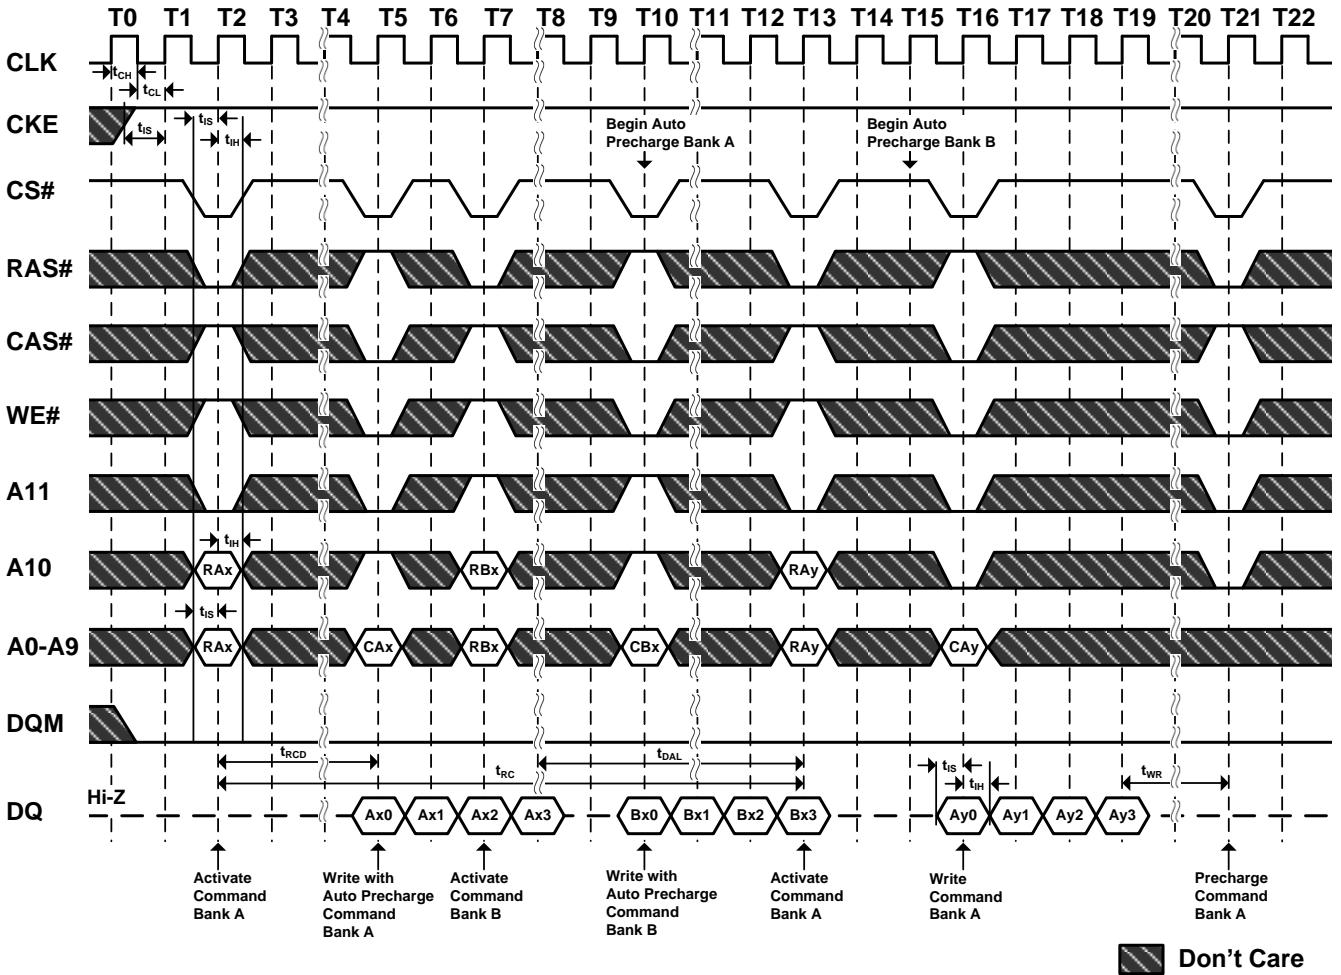 T0 T1 T2 T3 T4 T5 T6 T7 T8 T9 T10 T11 T12 T13 T14 T15 T16 T17 T18 T19 T20 T21 T22
CLK
tCH
tCL
CKE
tIS
tIS
tIH
Begin Auto
Precharge Bank A
Begin Auto
Precharge Bank B
CS#
RAS#
CAS#
WE#
A11
tIH
A10
RAx RBx RAy
tIS
A0-A9
RAx CAx RBx CBx RAy CAy
DQM
tRCD
tRC
tDAL
tIS
tIH
tWR
Hi-Z
DQ
Ax0 Ax1 Ax2 Ax3 Bx0 Bx1 Bx2 Bx3 Ay0 Ay1 Ay2 Ay3
Activate
Command
Bank A
Write with
Auto Precharge
Command
Bank A
Activate
Command
Bank B
Write with
Auto Precharge
Command
Bank B
Activate
Command
Bank A
Write
Command
Bank A
Precharge
Command
Bank A
Don't Care